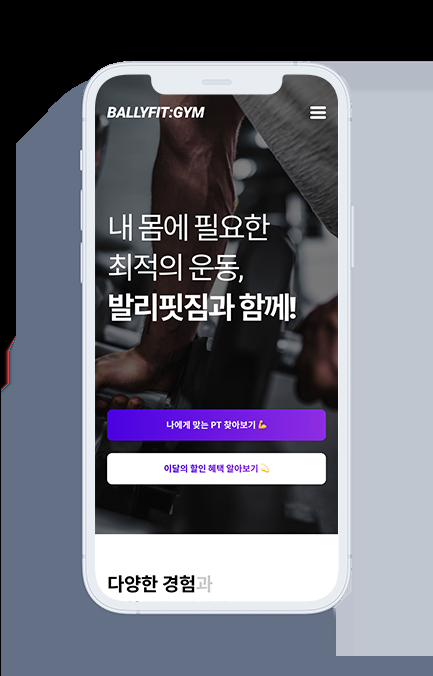 BALLYFIT:GYM
내 몸에 필요한
최적의 운동,
발리핏짐과 함께!
나에게 맞는 PT 찾아보기 💪
이달의 할인 혜택 알아보기 💫
다양한 경험과